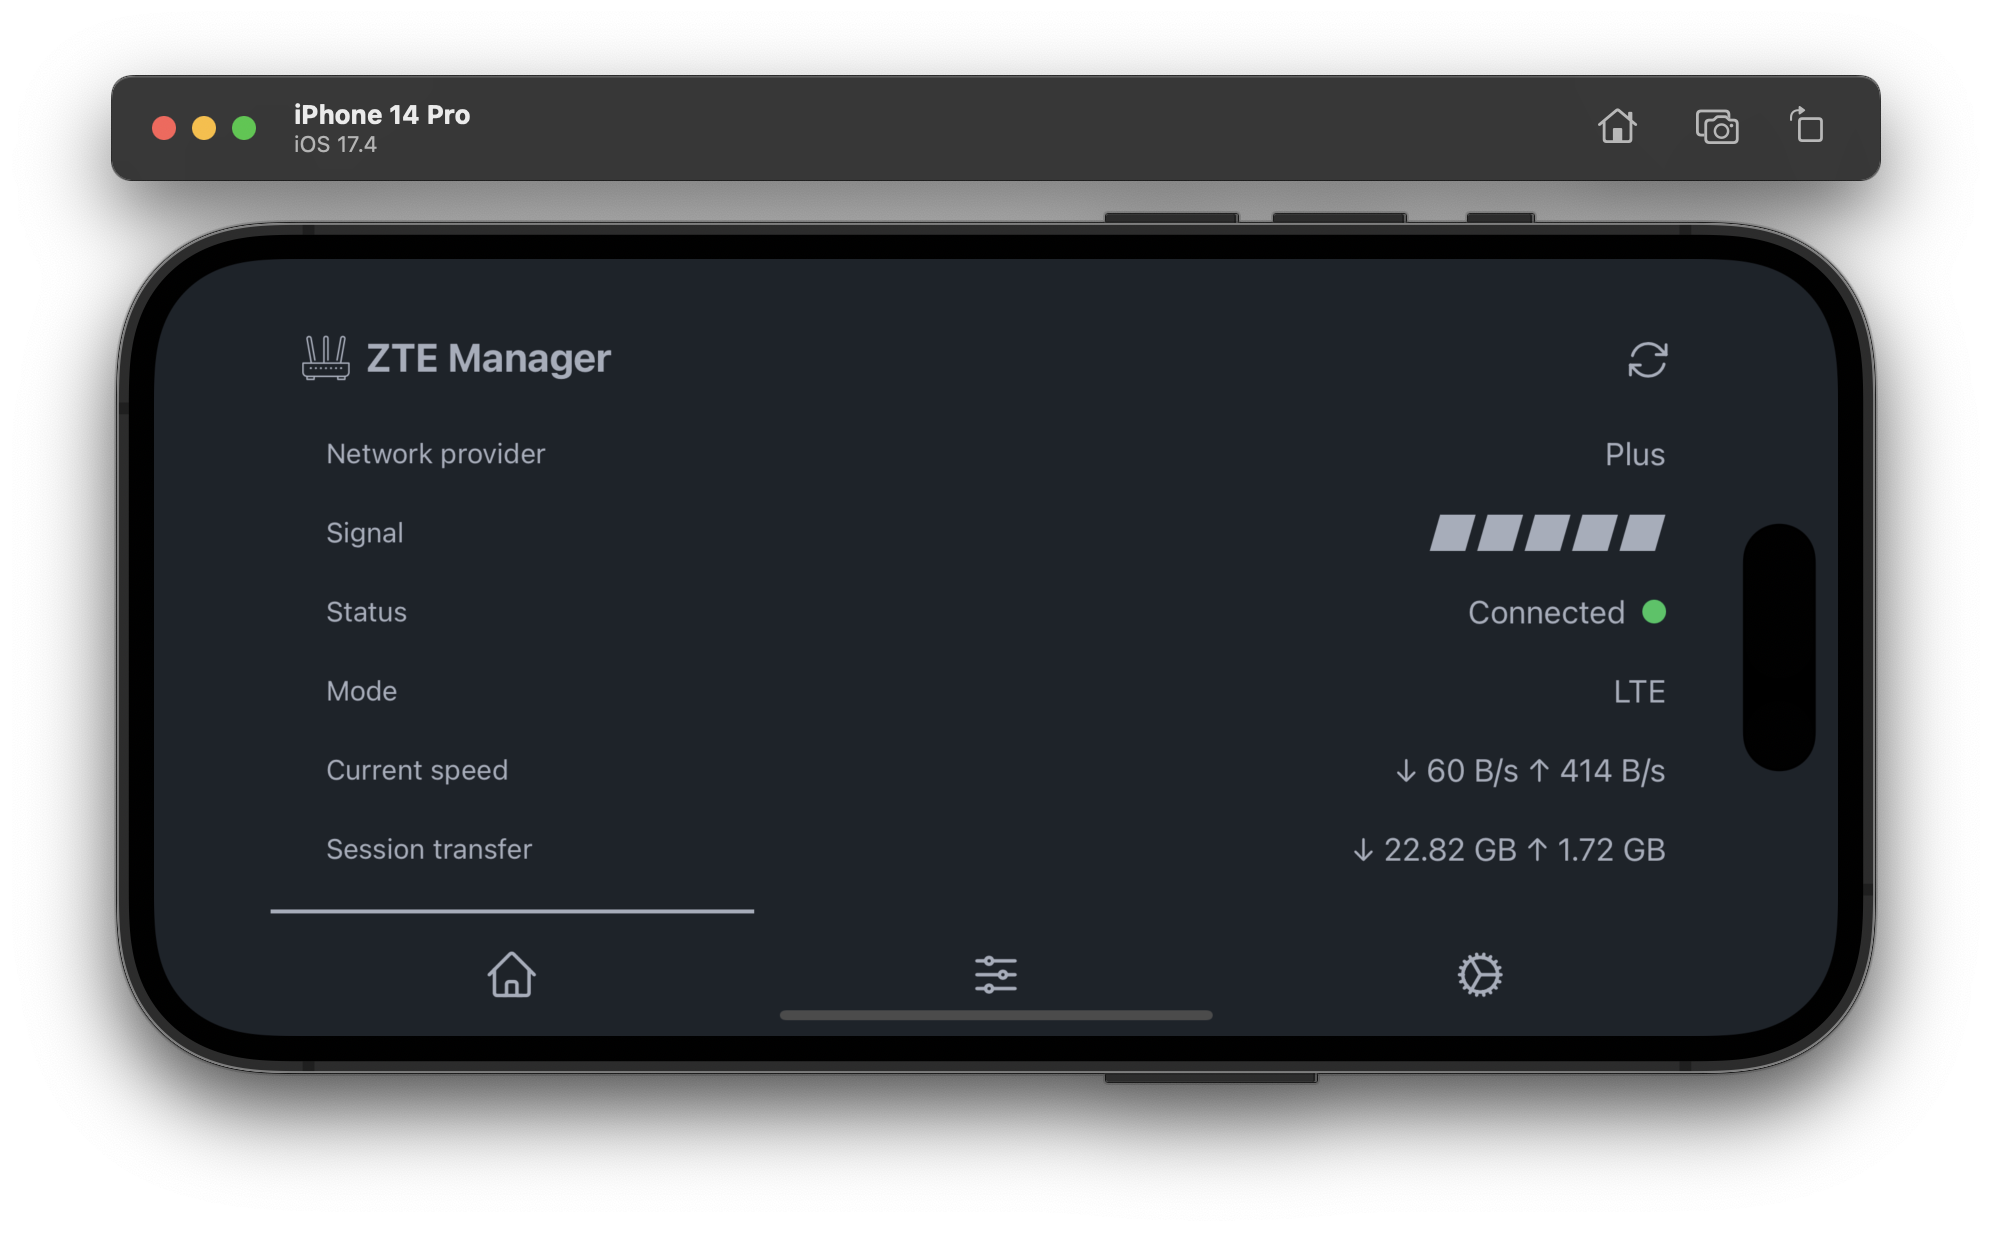 iPhone 14 Pro
iOS 17.4
ZTE Manager
Network provider Plus
Signal
Status Connected
Mode LTE
Current speed ↓ 60 B/s ↑ 414 B/s
Session transfer ↓ 22.82 GB ↑ 1.72 GB